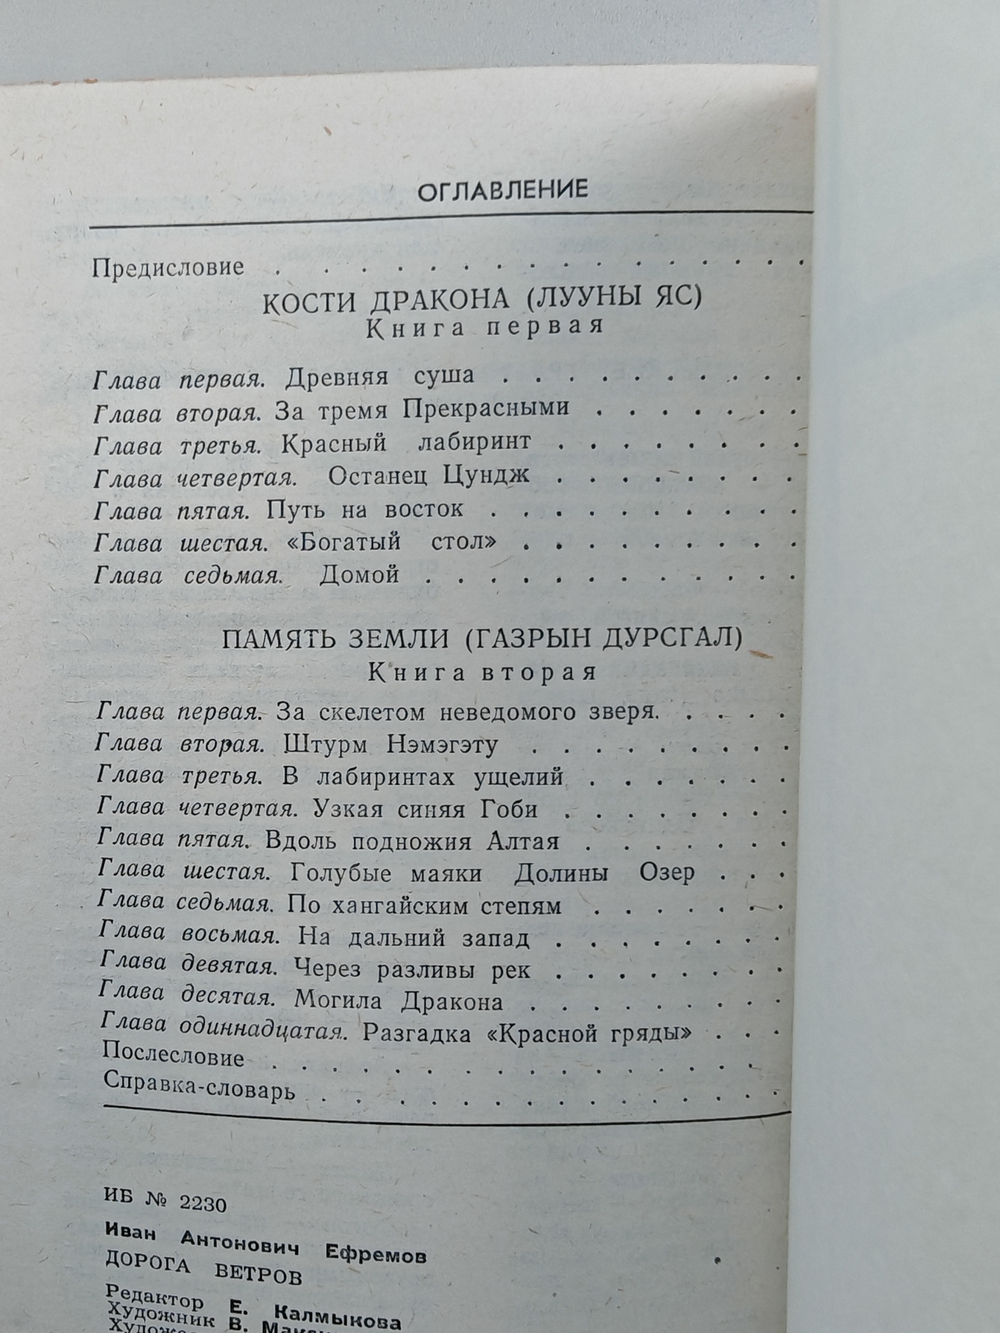 ОГЛАВЛЕНИЕ
Предисловие . . . . . . . . . . . . . .
КОСТИ ДРАКОНА (ЛУУНЫ ЯС)
Книга первая
Глава первая. Древняя суша . . . . . . . . . .
Глава вторая. За тремя Прекрасными . . . . . . .
Глава третья. Красный лабиринт . . . . . . . .
Глава четвертая. Останец Цундж . . . . . . . .
Глава пятая. Путь на восток . . . . . . . . . .
Глава шестая. «Богатый стол» . . . . . . . . .
Глава седьмая. Домой . . . . . . . . . . . .
ПАМЯТЬ ЗЕМЛИ (ГАЗРЫН ДУРСГАЛ)
Книга вторая
Глава первая. За скелетом неведомого зверя. . . . .
Глава вторая. Штурм Нэмэгэту . . . . . . . . .
Глава третья. В лабиринтах ущелий . . . . . . .
Глава четвертая. Узкая синяя Гоби . . . . . . . .
Глава пятая. Вдоль подножия Алтая . . . . . . .
Глава шестая. Голубые маяки Долины Озер . . .
Глава седьмая. По хангайским степям . . . . . . .
Глава восьмая. На дальний запад . . . . . . . .
Глава девятая. Через разливы рек . . . . . . . .
Глава десятая. Могила Дракона . . . . . . . . .
Глава одиннадцатая. Разгадка «Красной гряды» . . .
Послесловие . . . . . . . . . . . . .
Справка-словарь . . . . . . . . . . . .
ИБ № 2230
Иван Антонович Ефремов
ДОРОГА ВЕТРОВ
Редактор Е. Калмыкова
Художник В.